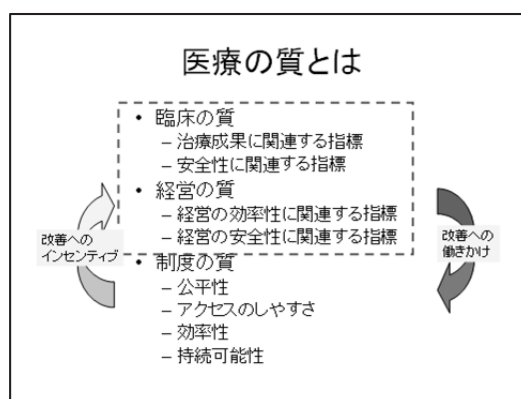 医療の質とは
• 臨床の質
– 治療成果に関連する指標
– 安全性に関連する指標
• 経営の質
– 経営の効率性に関連する指標
– 経営の安全性に関連する指標
• 制度の質
– 公平性
– アクセスのしやすさ
– 効率性
– 持続可能性
改善への
インセンティブ
改善への
働きかけ